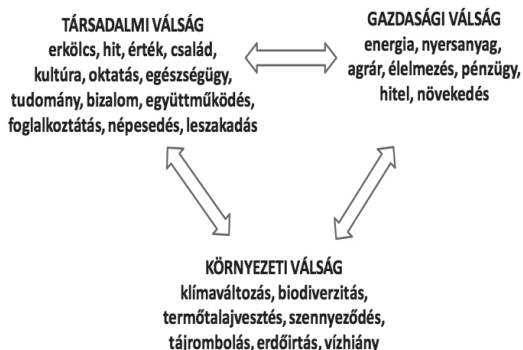 TÁRSADALMI VÁLSÁG
erkölcs, hit, érték, család,
kultúra, oktatás, egészségügy,
tudomány, bizalom, együttműködés,
foglalkoztatás, népesedés, leszakadás
GAZDASÁGI VÁLSÁG
energia, nyersanyag,
agrár, élelmezés, pénzügy,
hitel, növekedés
KÖRNYEZETI VÁLSÁG
klímaváltozás, biodiverzitás,
termőtalajvesztés, szennyeződés,
tájrombolás, erdőirtás, vízhiány